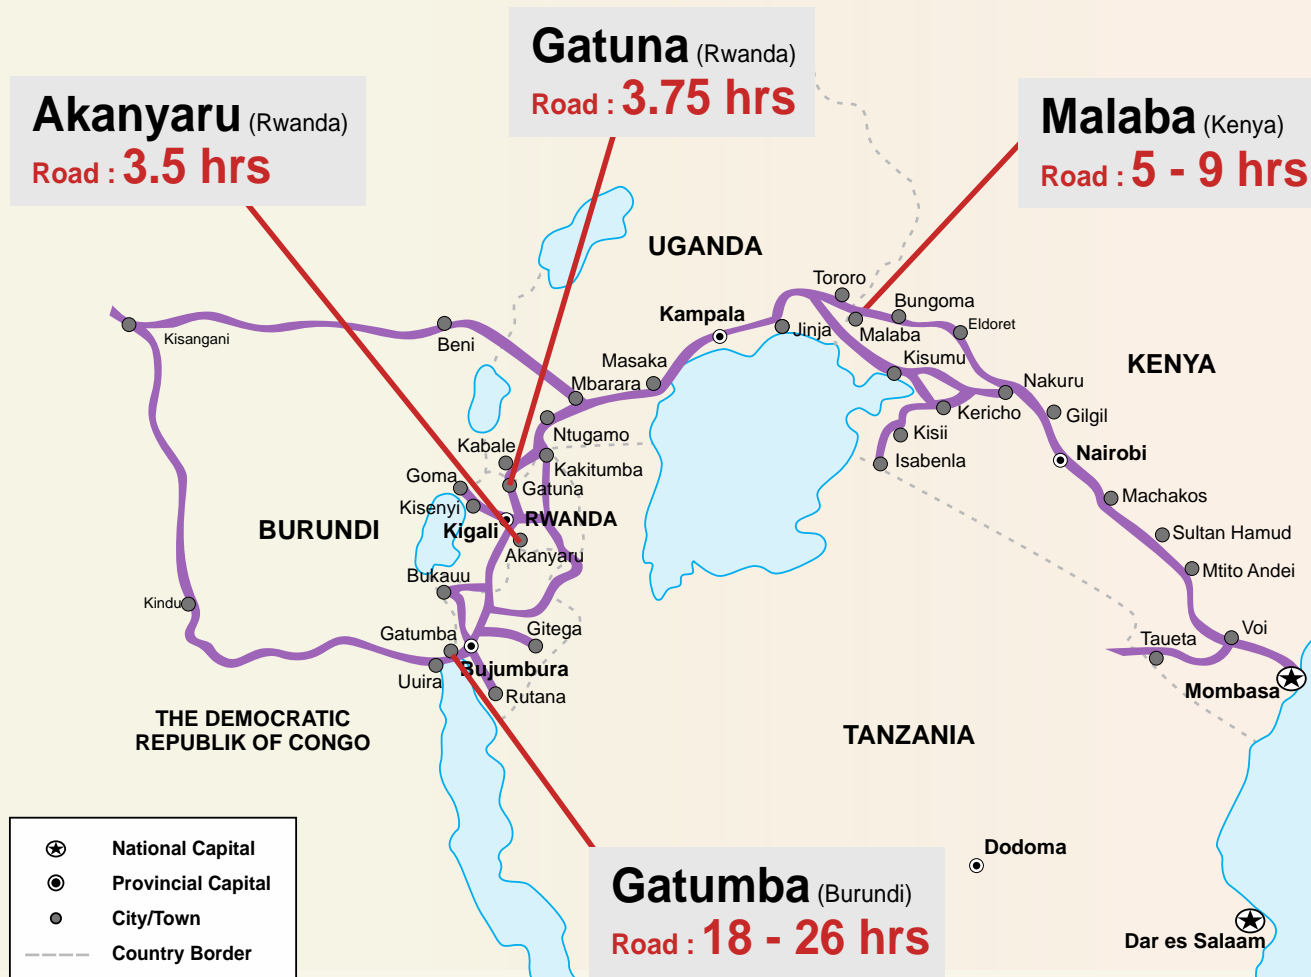 Gatuna (Rwanda)
Road : 3.75 hrs
Akanyaru (Rwanda)
Road : 3.5 hrs
Malaba (Kenya)
Road : 5 - 9 hrs
UGANDA
Tororo
Bungoma
Kampala
Eldoret
Jinja
Malaba
Kisangani
Beni
Masaka
Kisumu
KENYA
Mbarara
Nakuru
Kericho
Gilgil
Ntugamo
Kisii
Kabale
Nairobi
Isabenla
Kakitumba
Goma
Gatuna
Machakos
Kisenyi
BURUNDI
Kigali
RWANDA
Sultan Hamud
Akanyaru
Mtito Andei
Bukauu
Kindu
Gatumba
Gitega
Voi
Taueta
Bujumbura
Uuira
Rutana
Mombasa
THE DEMOCRATIC
REPUBLIK OF CONGO
TANZANIA
National Capital
Provincial Capital
City/Town
Country Border
Dodoma
Gatumba (Burundi)
Road : 18 - 26 hrs
Dar es Salaam